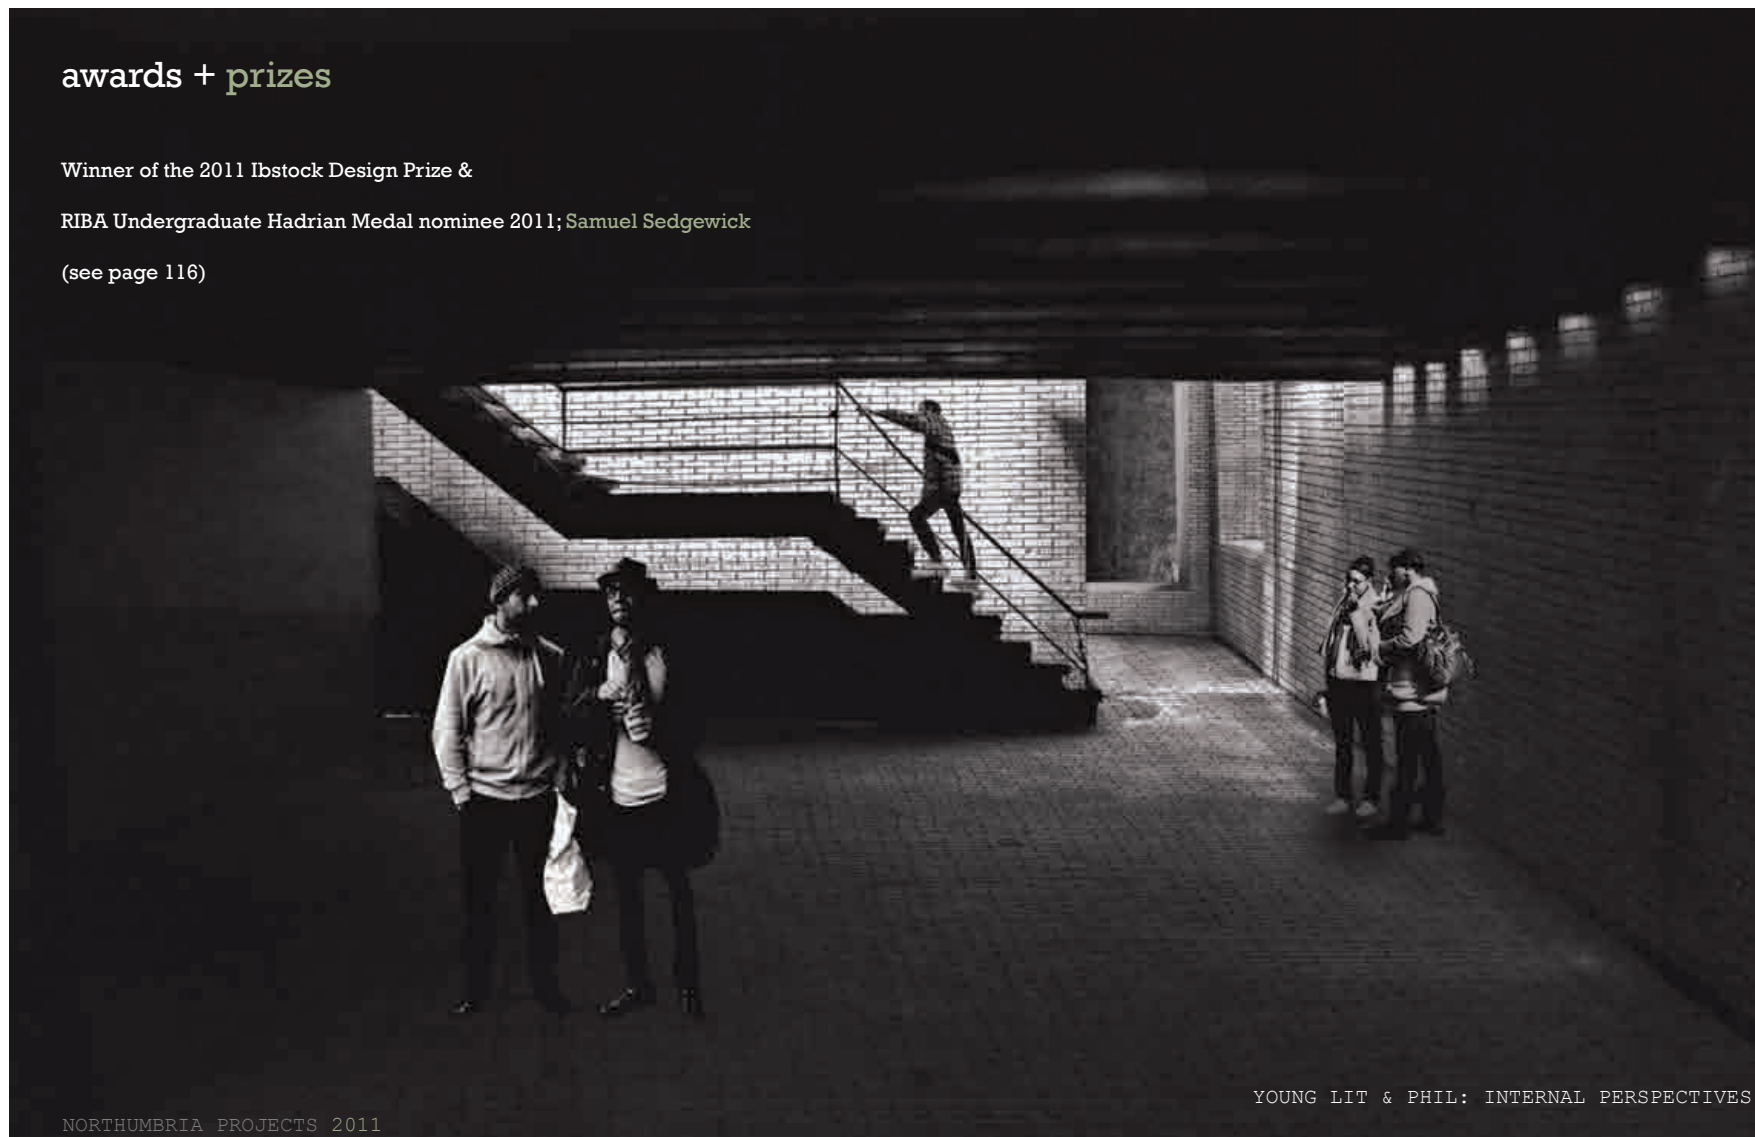 awards + prizes
Winner of the 2011 Ibstock Design Prize &
RIBA Undergraduate Hadrian Medal nominee 2011; Samuel Sedgewick
(see page 116)
YOUNG LIT & PHIL: INTERNAL PERSPECTIVES
NORTHUMBRIA PROJECTS 2011